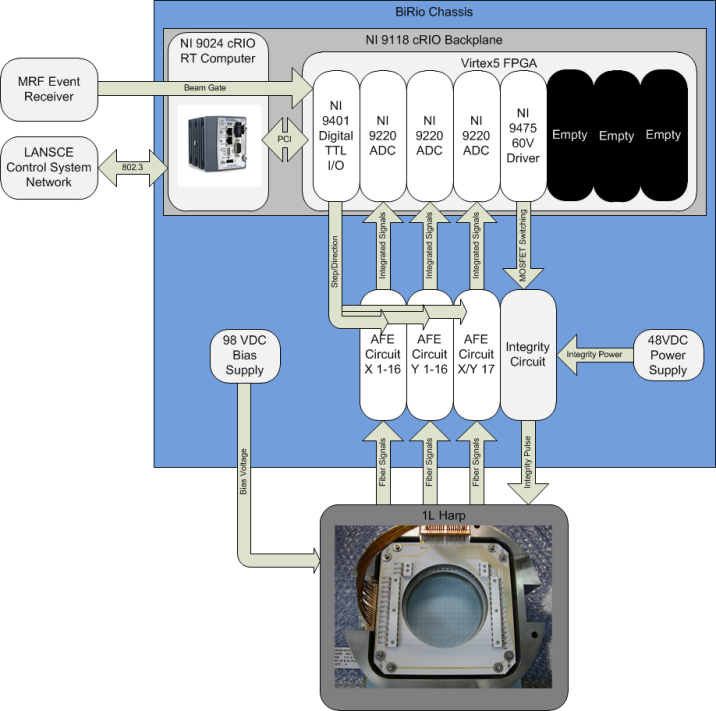 BiRio Chassis
NI 9118 cRIO Backplane
NI 9024 cRIO
RT Computer
Virtex5 FPGA
MRF Event
Receiver
Beam Gate
LANSCE
Control System
Network
802.3
PCI
NI
9401
Digital
TTL
I/O
NI
9220
ADC
NI
9220
ADC
NI
9220
ADC
NI
9475
60V
Driver
Empty
Empty
Empty
Step/Direction
Integrated Signals
Integrated Signals
Integrated Signals
MOSFET Switching
98 VDC
Bias
Supply
AFE
Circuit
X 1-16
AFE
Circuit
Y 1-16
AFE
Circuit
X/Y 17
Integrity
Circuit
Integrity Power
48VDC
Power
Supply
Bias Voltage
Fiber Signals
Fiber Signals
Fiber Signals
Integrity Pulse
1L Harp